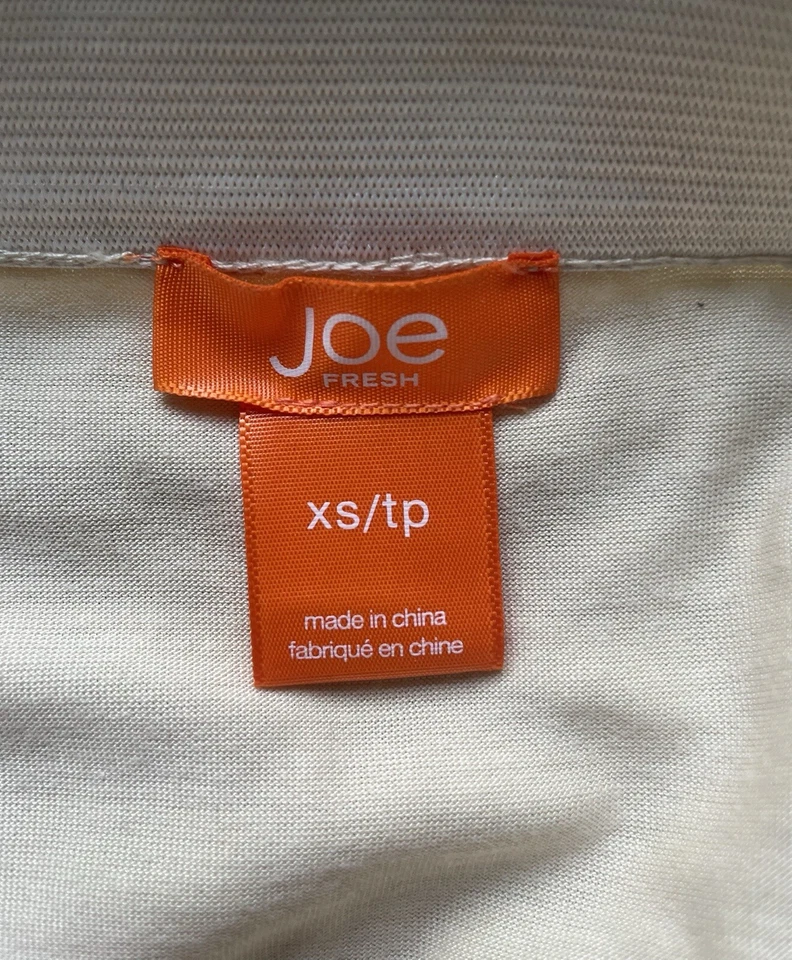 Joe
FRESH
xs/tp
made in china
fabriqué en chine